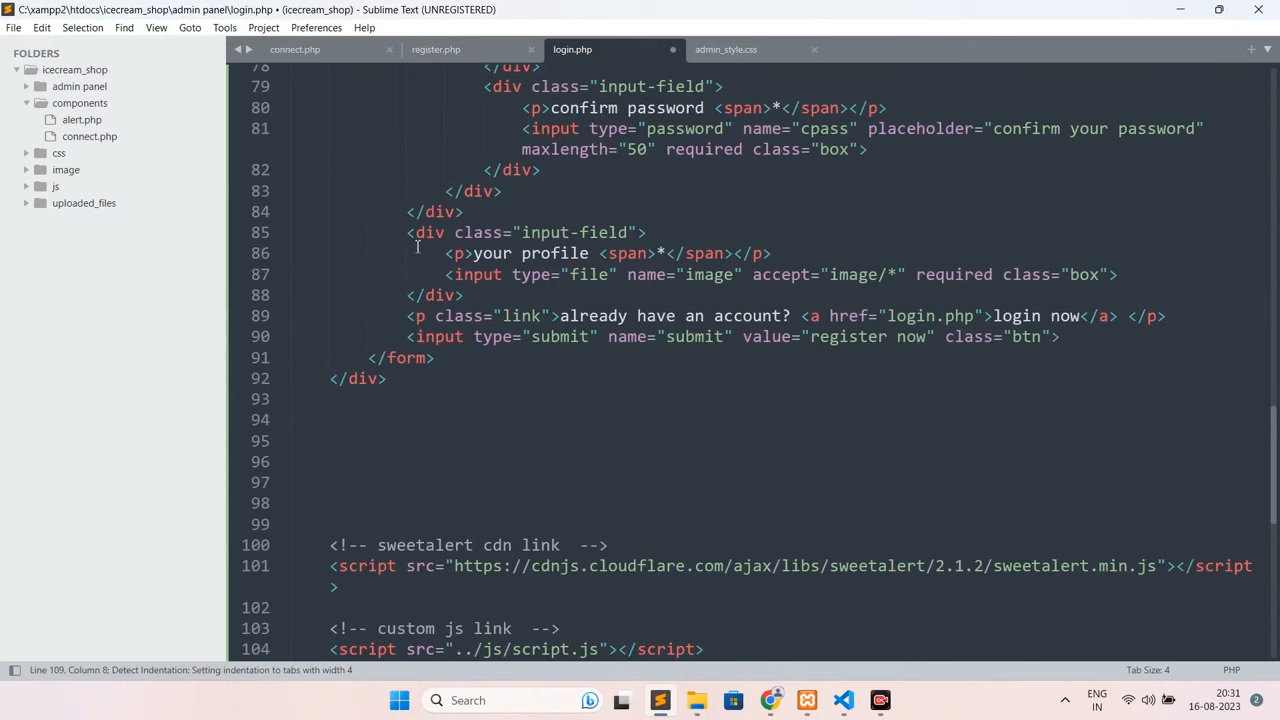 C:\xampp2\htdocs\icecream_shop\admin panel\login.php • (icecream_shop) - Sublime Text (UNREGISTERED)
File Edit Selection Find View Goto Tools Project Preferences Help
FOLDERS
icecream_shop
admin panel
components
alert.php
connect.php
css
image
js
uploaded_files
connect.php register.php login.php admin_style.css
78 </div>
79 <div class="input-field">
80 <p>confirm password <span>*</span></p>
81 <input type="password" name="cpass" placeholder="confirm your password"
maxlength="50" required class="box">
82 </div>
83 </div>
84 </div>
85 <div class="input-field">
86 <p>your profile <span>*</span></p>
87 <input type="file" name="image" accept="image/*" required class="box">
88 </div>
89 <p class="link">already have an account? <a href="login.php">login now</a> </p>
90 <input type="submit" name="submit" value="register now" class="btn">
91 </form>
92 </div>
93
94
95
96
97
98
99
100 <!-- sweetalert cdn link  -->
101 <script src="https://cdnjs.cloudflare.com/ajax/libs/sweetalert/2.1.2/sweetalert.min.js"></script
>
102
103 <!-- custom js link  -->
104 <script src="../js/script.js"></script>
Line 109, Column 8; Detect Indentation: Setting indentation to tabs with width 4 Tab Size: 4 PHP
Search
ENG
IN
20:31
16-08-2023
2